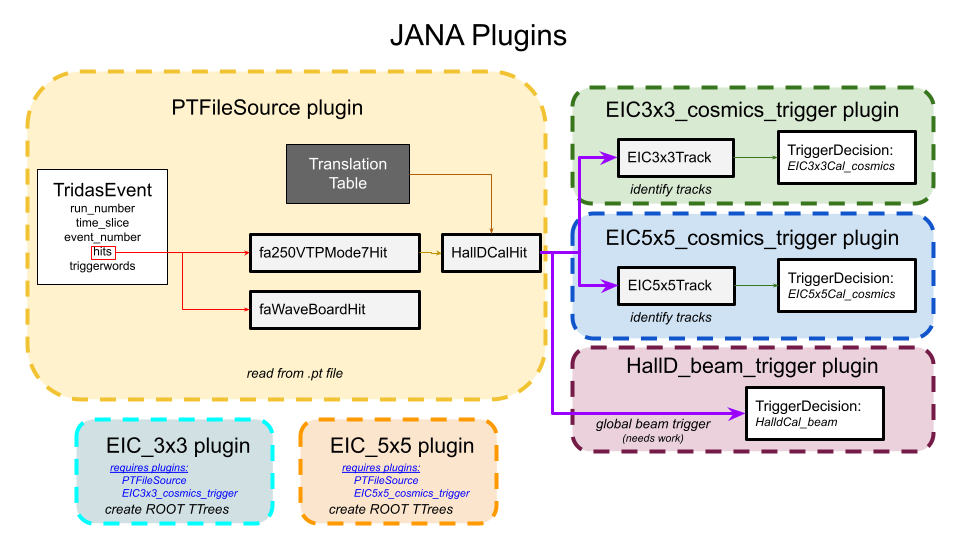 JANA Plugins
PTFileSource plugin
Translation
Table
TridasEvent
run_number
time_slice
event_number
hits
triggerwords
fa250VTPMode7Hit
HallDCalHit
faWaveBoardHit
read from .pt file
EIC3x3_cosmics_trigger plugin
EIC3x3Track
identify tracks
TriggerDecision:
EIC3x3Cal_cosmics
EIC5x5_cosmics_trigger plugin
EIC5x5Track
identify tracks
TriggerDecision:
EIC5x5Cal_cosmics
HallD_beam_trigger plugin
global beam trigger
(needs work)
TriggerDecision:
HalldCal_beam
EIC_3x3 plugin
requires plugins:
PTFileSource
EIC3x3_cosmics_trigger
create ROOT TTrees
EIC_5x5 plugin
requires plugins:
PTFileSource
EIC5x5_cosmics_trigger
create ROOT TTrees